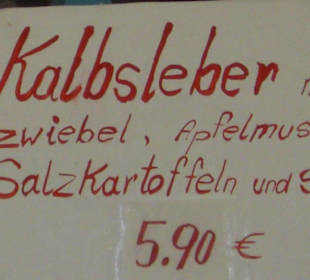 Kalbsleber
zwiebel, Apfelmus
Salzkartoffeln und
5.90 €